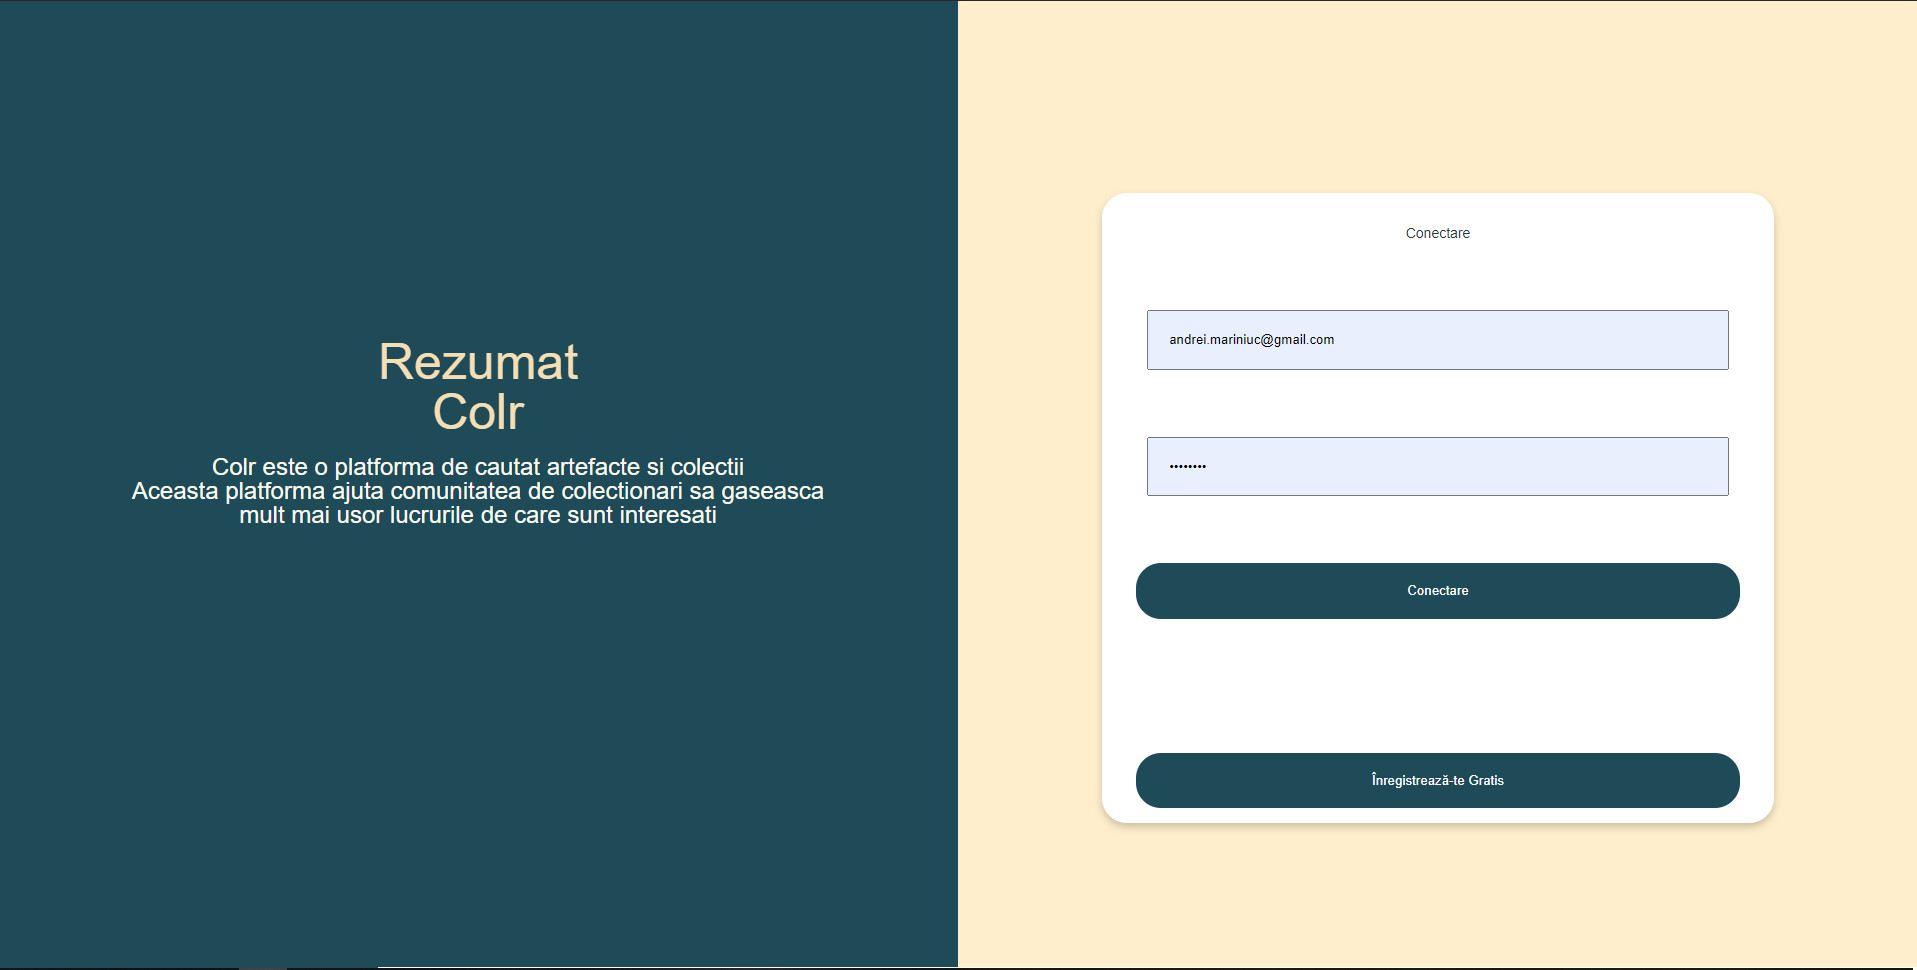 Rezumat
Colr
Colr este o platforma de cautat artefacte si colectii
Aceasta platforma ajuta comunitatea de colectionari sa gaseasca
mult mai usor lucrurile de care sunt interesati
Conectare
andrei.mariniuc@gmail.com
••••••••
Conectare
Înregistrează-te Gratis